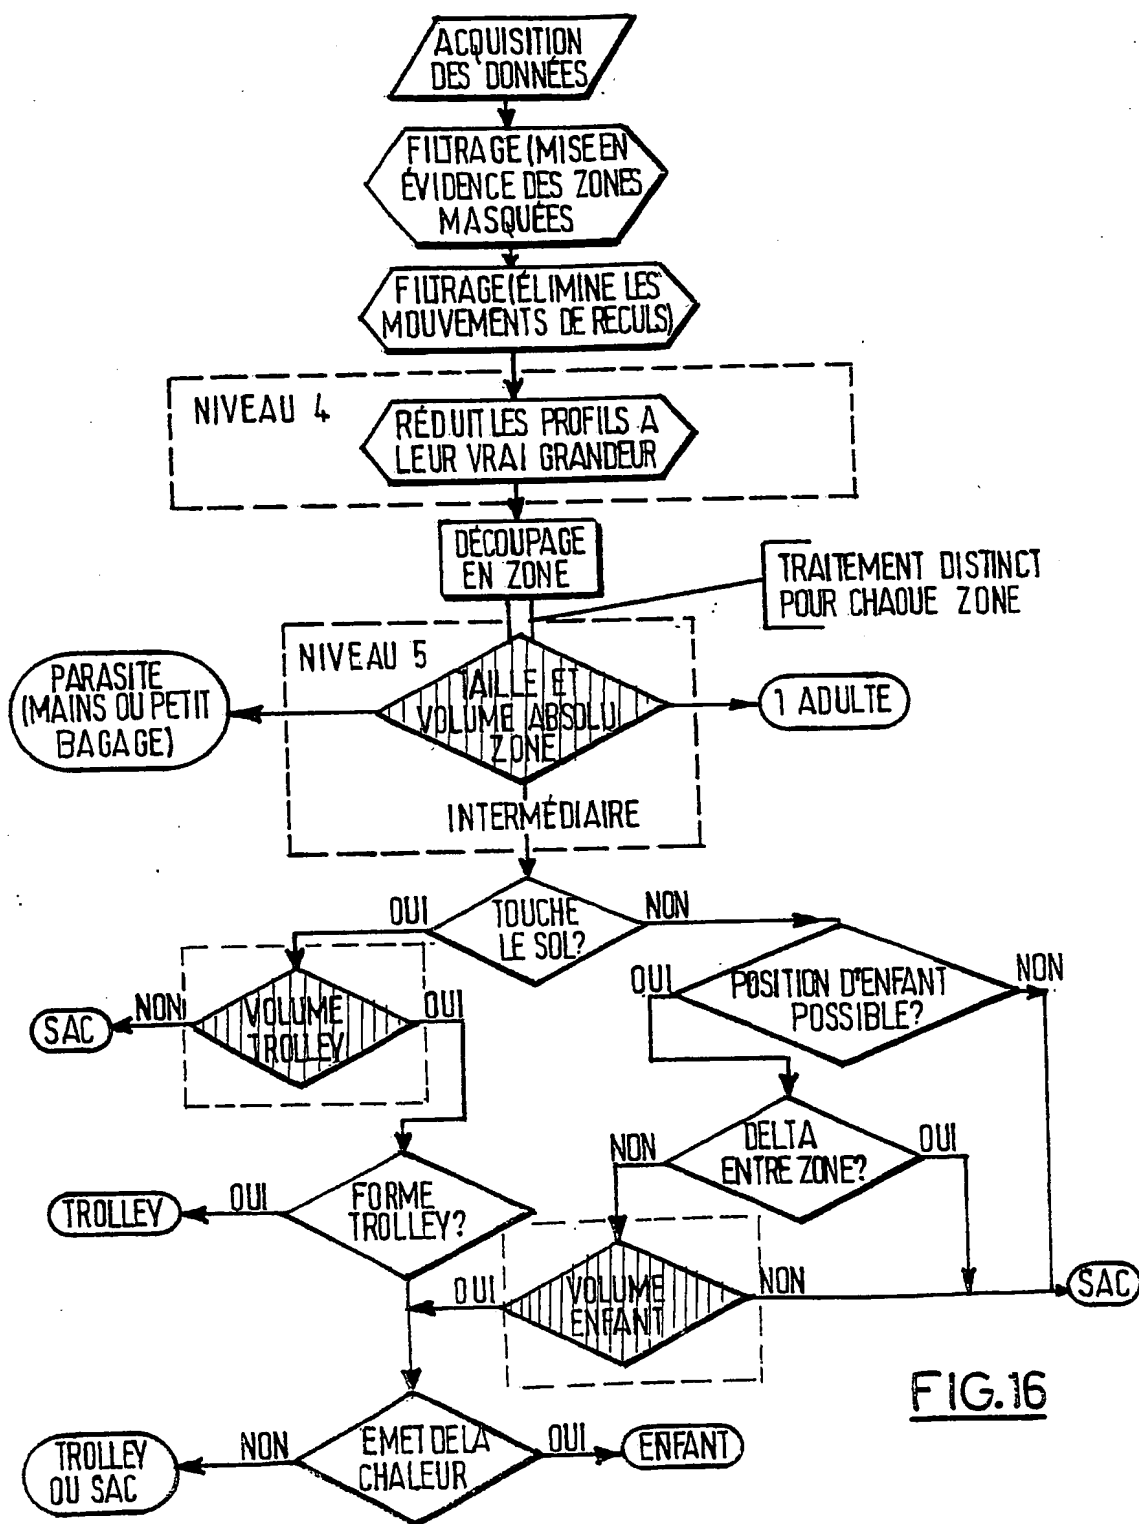 ACQUISITION
DES DONNÉES
FILTRAGE (MISE EN
ÉVIDENCE DES ZONES
MASQUÉES
FILTRAGE (ÉLIMINE LES
MOUVEMENTS DE RECULS)
NIVEAU 4
RÉDUIT LES PROFILS A
LEUR VRAI GRANDEUR
DÉCOUPAGE
EN ZONE
TRAITEMENT DISTINCT
POUR CHAQUE ZONE
NIVEAU 5
TAILLE ET
VOLUME ABSOLU
ZONE
PARASITE
(MAINS OU PETIT
BAGAGE)
1 ADULTE
INTERMÉDIAIRE
OUI
TOUCHE
LE SOL?
NON
NON
VOLUME
TROLLEY
OUI
SAC
OUI
POSITION D'ENFANT
POSSIBLE?
NON
NON
DELTA
ENTRE ZONE?
OUI
TROLLEY
OUI
FORME
TROLLEY?
OUI
VOLUME
ENFANT
NON
SAC
FIG.16
TROLLEY
OU SAC
NON
EMET DE LA
CHALEUR
OUI
ENFANT